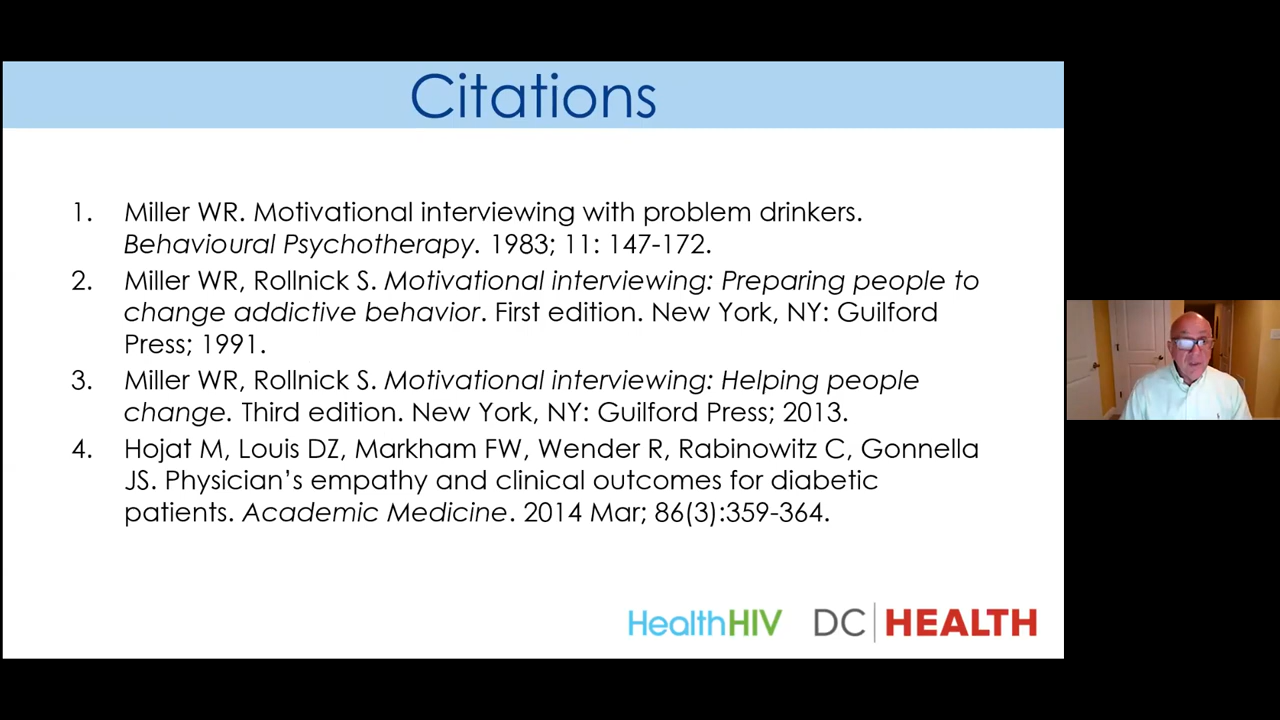 Citations
1. Miller WR. Motivational interviewing with problem drinkers.
Behavioural Psychotherapy. 1983; 11: 147-172.
2. Miller WR, Rollnick S. Motivational interviewing: Preparing people to
change addictive behavior. First edition. New York, NY: Guilford
Press; 1991.
3. Miller WR, Rollnick S. Motivational interviewing: Helping people
change. Third edition. New York, NY: Guilford Press; 2013.
4. Hojat M, Louis DZ, Markham FW, Wender R, Rabinowitz C, Gonnella
JS. Physician’s empathy and clinical outcomes for diabetic
patients. Academic Medicine. 2014 Mar; 86(3):359-364.
HealthHIV DC HEALTH